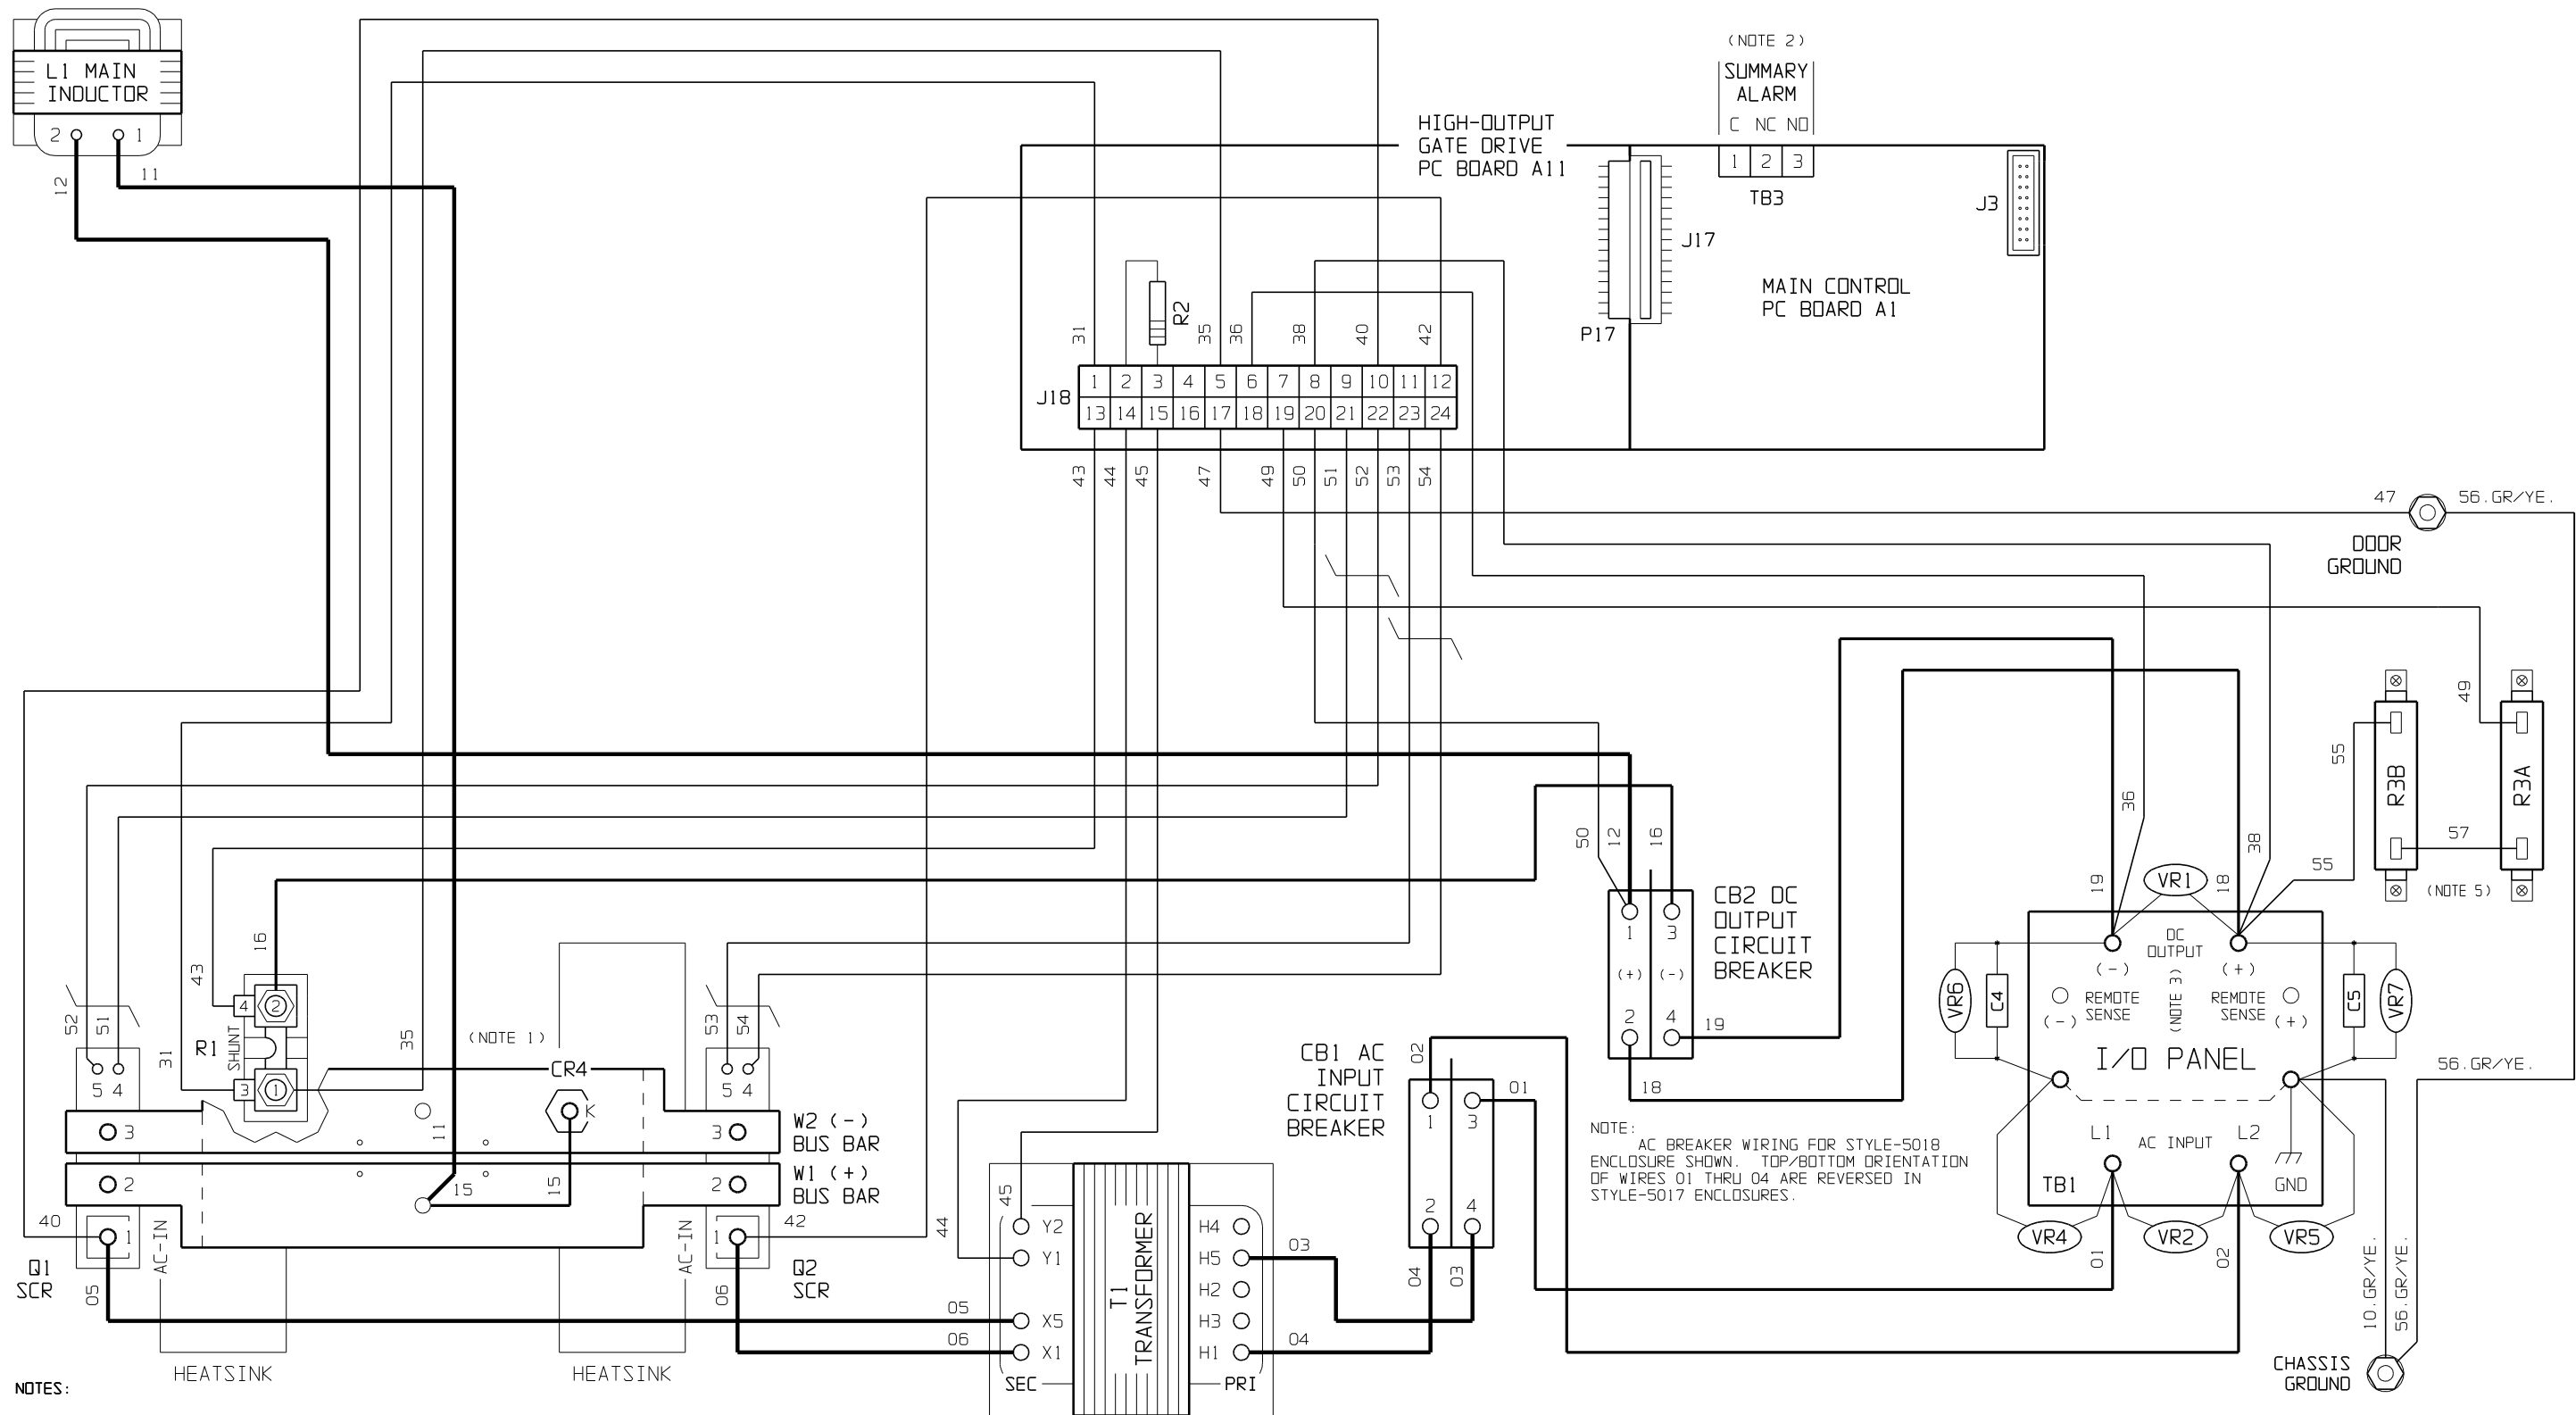 L1 MAIN
INDUCTOR
2 1
12
11
(NOTE 2)
SUMMARY
ALARM
C NC NO
1 2 3
TB3
HIGH-OUTPUT
GATE DRIVE
PC BOARD A11
J17
J3
MAIN CONTROL
PC BOARD A1
P17
31
R2
35
36
38
40
42
J18
1 2 3 4 5 6 7 8 9 10 11 12
13 14 15 16 17 18 19 20 21 22 23 24
43
44
45
47
49
50
51
52
53
54
47
56.GR/YE.
DOOR
GROUND
49
55
R3B
R3A
57
55
(NOTE 5)
36
38
19
VR1
18
50
12
16
CB2 DC
OUTPUT
CIRCUIT
BREAKER
1 3
(+) (-)
2 4
19
18
DC
OUTPUT
(-) (+)
(NOTE 3)
REMOTE
SENSE
(-)
REMOTE
SENSE
(+)
VR6
C4
C5
VR7
I/O PANEL
56.GR/YE.
L1
AC INPUT
L2
TB1
GND
VR4
VR2
VR5
01
02
10.GR/YE.
56.GR/YE.
CHASSIS
GROUND
16
43
52
51
4
2
R1
SHUNT
31
3
1
35
(NOTE 1)
CR4
K
53
54
5 4
5 4
3
11
3
W2 (-)
BUS BAR
2
15
15
2
W1 (+)
BUS BAR
40
1
AC-IN
AC-IN
1
42
Q1
SCR
05
06
Q2
SCR
HEATSINK
HEATSINK
05
06
44
45
Y2
Y1
X5
X1
SEC
T1
TRANSFORMER
H4
H5
H2
H3
H1
PRI
03
04
CB1 AC
INPUT
CIRCUIT
BREAKER
02
01
1 3
2 4
04
03
NOTE:
AC BREAKER WIRING FOR STYLE-5018
ENCLOSURE SHOWN. TOP/BOTTOM ORIENTATION
OF WIRES 01 THRU 04 ARE REVERSED IN
STYLE-5017 ENCLOSURES.
NOTES: